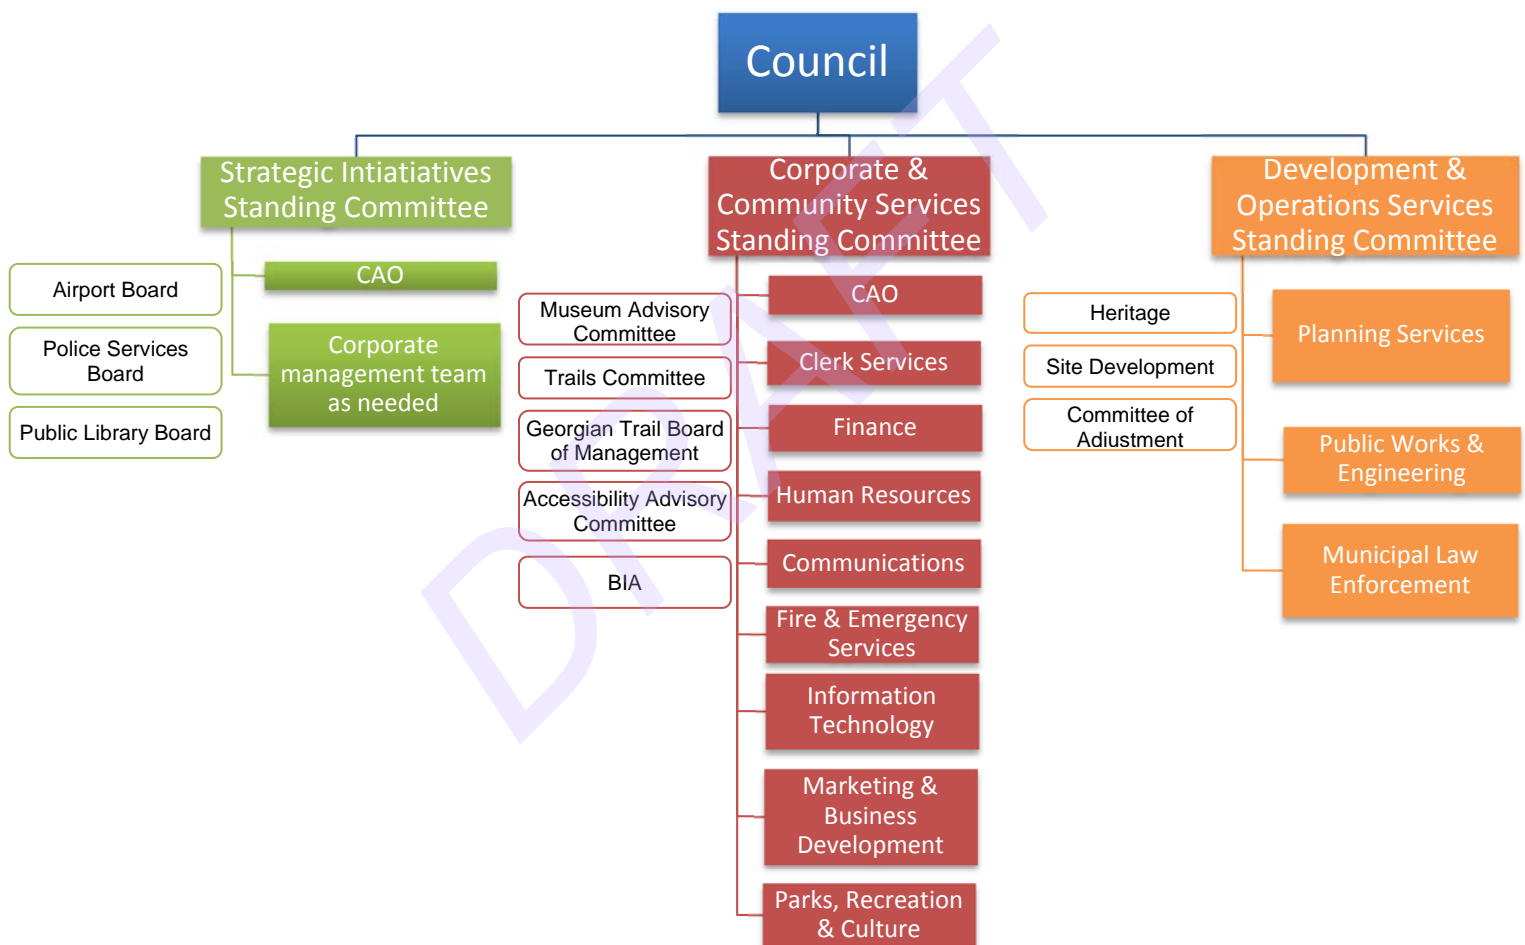 Council
Strategic Intiatiatives
Standing Committee
CAO
Corporate
management team
as needed
Airport Board
Police Services
Board
Public Library Board
Corporate &
Community Services
Standing Committee
CAO
Clerk Services
Finance
Human Resources
Communications
Fire & Emergency
Services
Information
Technology
Marketing &
Business
Development
Parks, Recreation
& Culture
Museum Advisory
Committee
Trails Committee
Georgian Trail Board
of Management
Accessibility Advisory
Committee
BIA
Development &
Operations Services
Standing Committee
Planning Services
Public Works &
Engineering
Municipal Law
Enforcement
Heritage
Site Development
Committee of
Adiustment
DRAFT